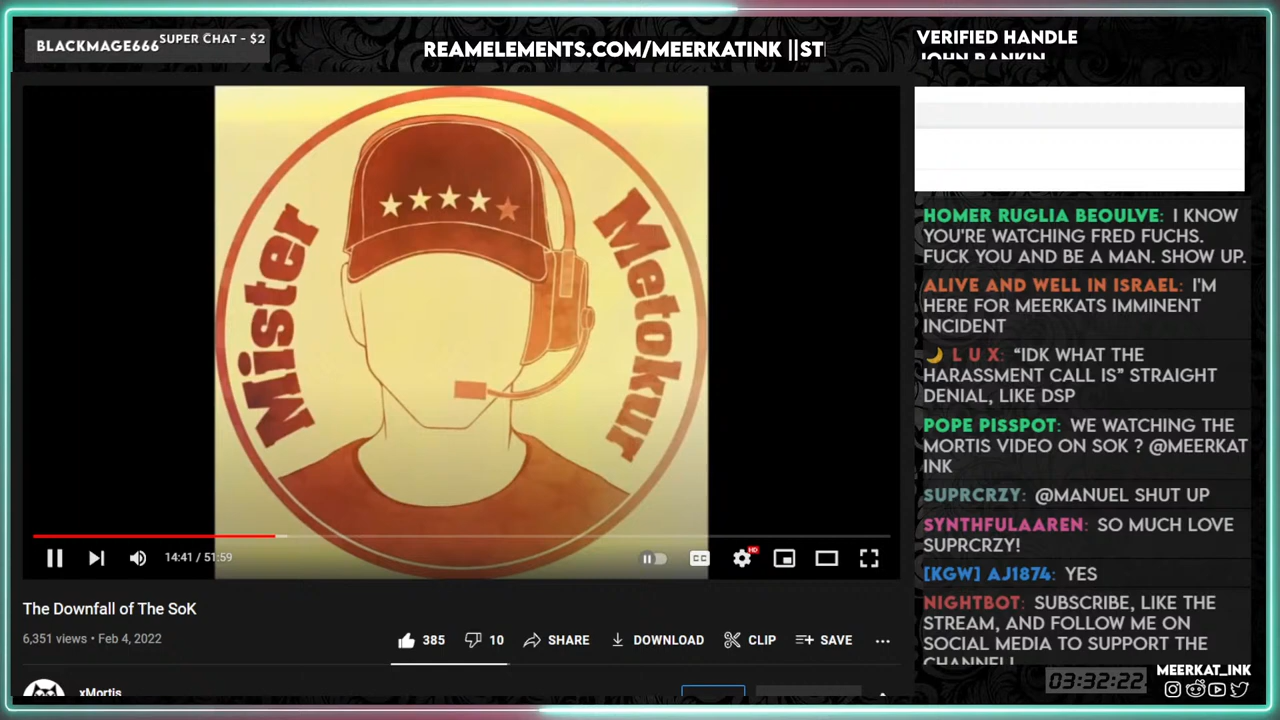 BLACKMAGE666 SUPER CHAT - $2
REAMELEMENTS.COM/MEERKATINK ||ST
VERIFIED HANDLE
JOHN RANKIN
Mister
Metokur
14:41 / 51:59
CC
HD
The Downfall of The SoK
6,351 views • Feb 4, 2022
385
10
SHARE
DOWNLOAD
CLIP
SAVE
xMortis
HOMER RUGLIA BEOULVE: I KNOW
YOU'RE WATCHING FRED FUCHS.
FUCK YOU AND BE A MAN. SHOW UP.
ALIVE AND WELL IN ISRAEL: I'M
HERE FOR MEERKATS IMMINENT
INCIDENT
🌙 L U X: “IDK WHAT THE
HARASSMENT CALL IS” STRAIGHT
DENIAL, LIKE DSP
POPE PISSPOT: WE WATCHING THE
MORTIS VIDEO ON SOK ? @MEERKAT
INK
SUPRCRZY: @MANUEL SHUT UP
SYNTHFULAAREN: SO MUCH LOVE
SUPRCRZY!
[KGW] AJ1874: YES
NIGHTBOT: SUBSCRIBE, LIKE THE
STREAM, AND FOLLOW ME ON
SOCIAL MEDIA TO SUPPORT THE
CHANNEL!
03:32:22
MEERKAT_INK